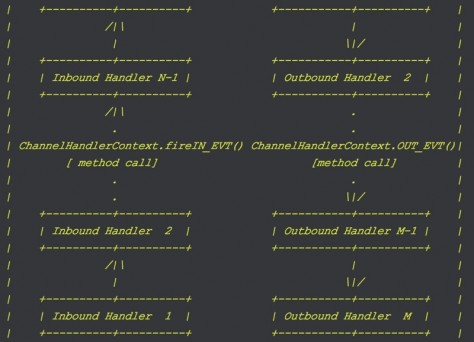 |    +----------+----------+            +-----------+----------+    |
|              /|\                                  |               |
|               |                                  \|/              |
|    +----------+----------+            +-----------+----------+    |
|    | Inbound Handler N-1 |            | Outbound Handler  2  |    |
|    +----------+----------+            +-----------+----------+    |
|              /|\                                  .               |
|               .                                   .               |
| ChannelHandlerContext.fireIN_EVT() ChannelHandlerContext.OUT_EVT()|
|        [ method call]                       [method call]         |
|               .                                   .               |
|               .                                  \|/              |
|    +----------+----------+            +-----------+----------+    |
|    | Inbound Handler  2  |            | Outbound Handler M-1 |    |
|    +----------+----------+            +-----------+----------+    |
|              /|\                                  |               |
|               |                                  \|/              |
|    +----------+----------+            +-----------+----------+    |
|    | Inbound Handler  1  |            | Outbound Handler  M  |    |
|    +----------+----------+            +-----------+----------+    |